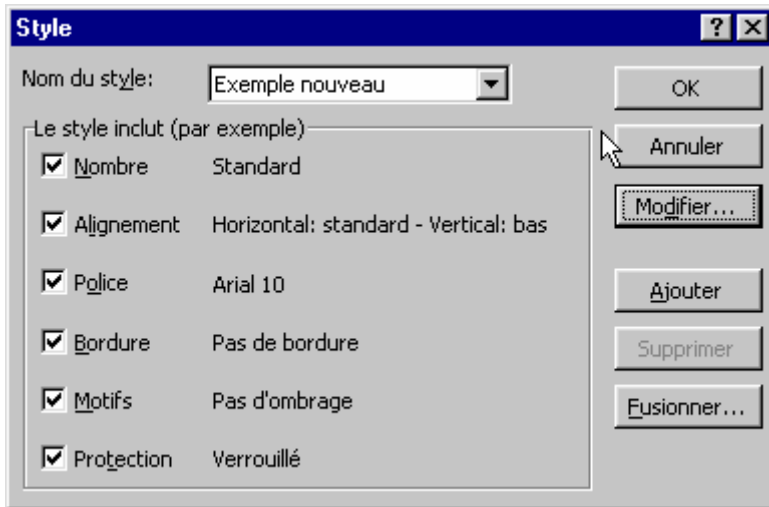 Style
Nom du style: Exemple nouveau
OK
Le style inclut (par exemple)
Annuler
Nombre Standard
Modifier...
Alignement Horizontal: standard - Vertical: bas
Police Arial 10
Ajouter
Bordure Pas de bordure
Supprimer
Motifs Pas d'ombrage
Fusionner...
Protection Verrouillé